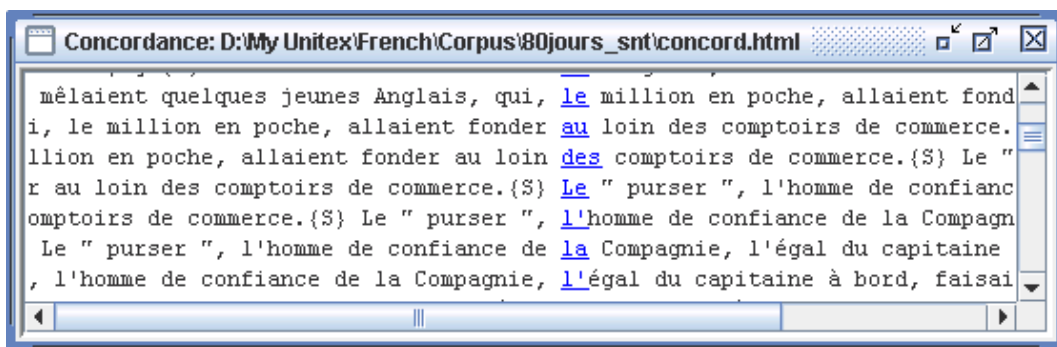 Concordance: D:\My Unitex\French\Corpus\80jours_snt\concord.html
mêlaient quelques jeunes Anglais, qui, le million en poche, allaient fond
i, le million en poche, allaient fonder au loin des comptoirs de commerce.
llion en poche, allaient fonder au loin des comptoirs de commerce.{S} Le "
r au loin des comptoirs de commerce.{S} Le " purser ", l'homme de confianc
omptoirs de commerce.{S} Le " purser ", l'homme de confiance de la Compagn
Le " purser ", l'homme de confiance de la Compagnie, l'égal du capitaine
, l'homme de confiance de la Compagnie, l'égal du capitaine à bord, faisai